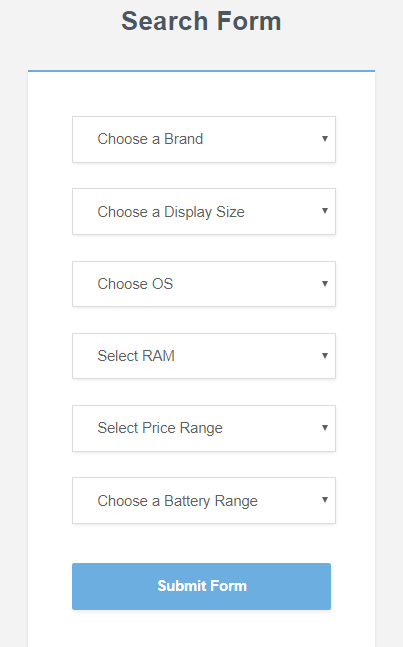 Search Form
Choose a Brand
Choose a Display Size
Choose OS
Select RAM
Select Price Range
Choose a Battery Range
Submit Form